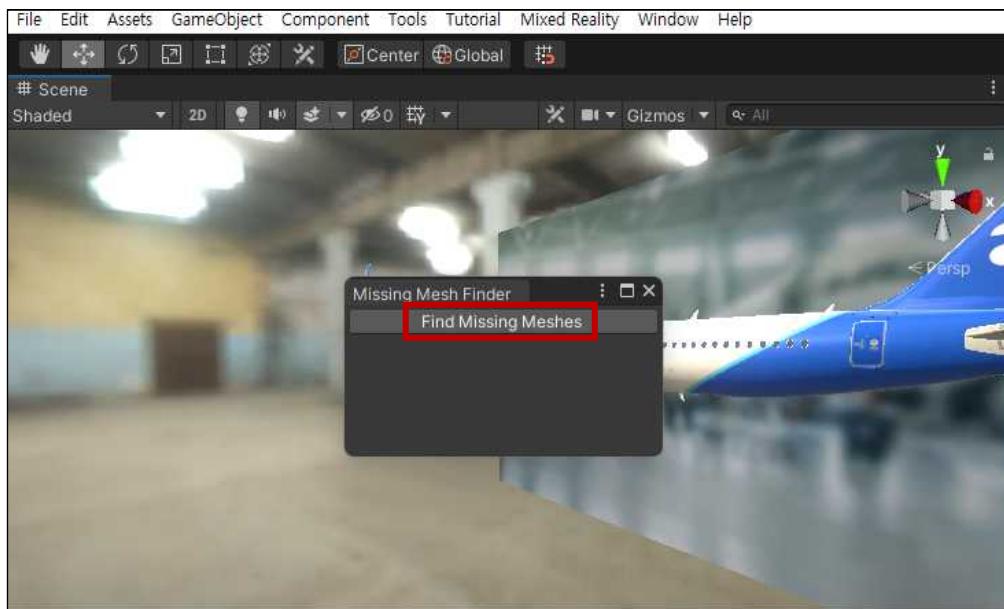 File Edit Assets GameObject Component Tools Tutorial Mixed Reality Window Help
Center Global
Scene
Shaded 2D 0 Gizmos All
y
x
Persp
Missing Mesh Finder
Find Missing Meshes